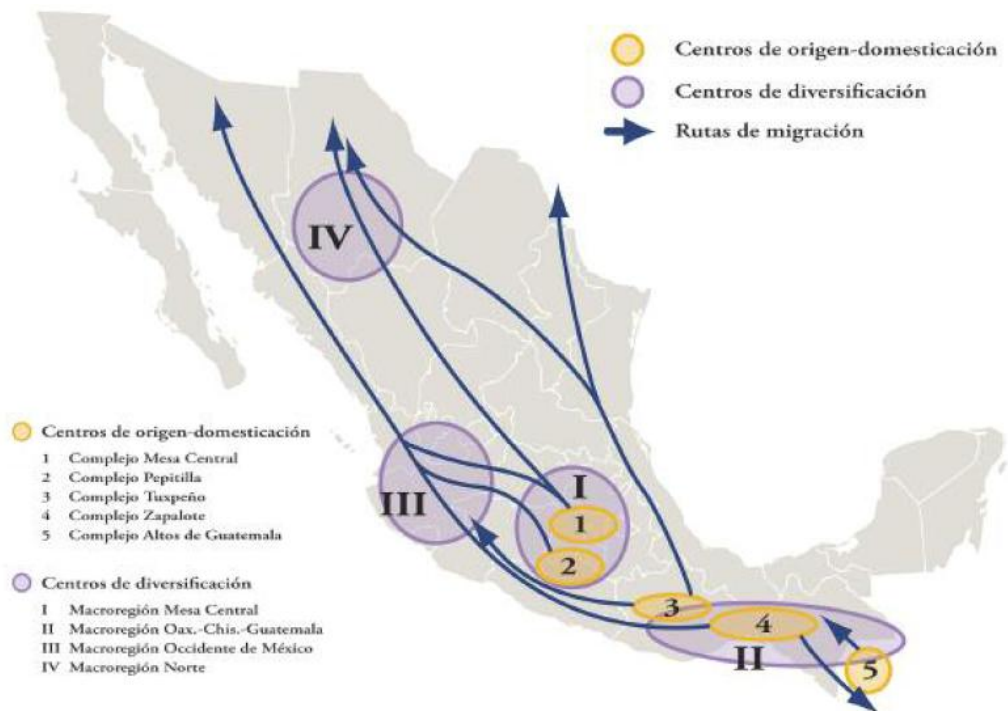 Centros de origen-domesticación
Centros de diversificación
Rutas de migración
IV
I
III
1
2
3
4
II
5
Centros de origen-domesticación
1 Complejo Mesa Central
2 Complejo Pepitilla
3 Complejo Tuxpeño
4 Complejo Zapalote
5 Complejo Altos de Guatemala
Centros de diversificación
I Macroregión Mesa Central
II Macroregión Oax.-Chis.-Guatemala
III Macroregión Occidente de México
IV Macroregión Norte